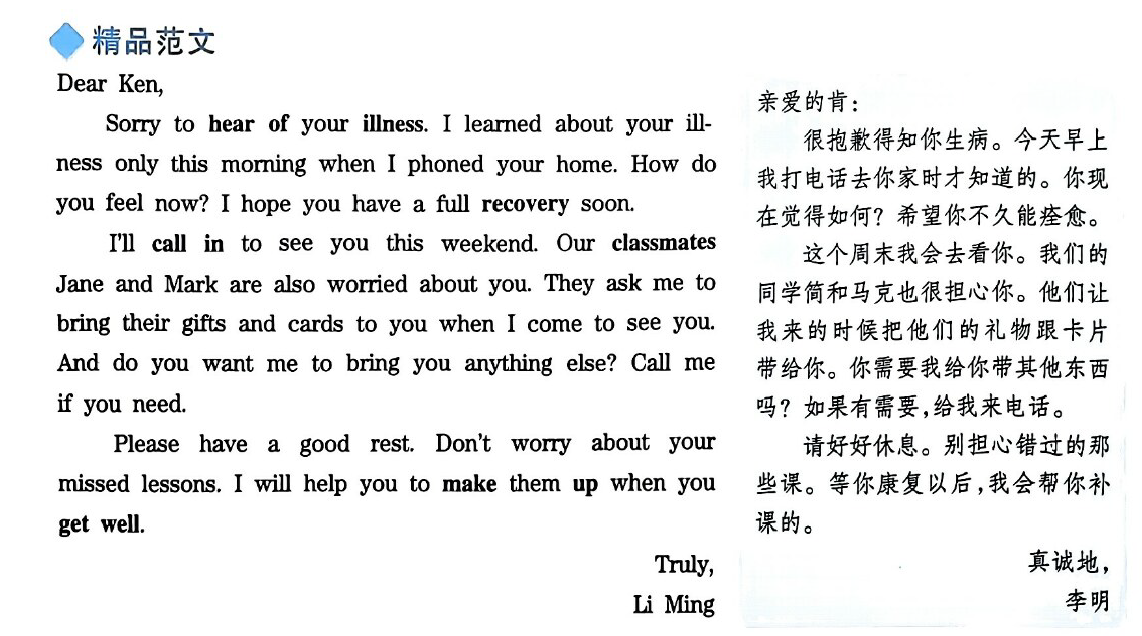 精品范文
Dear Ken,
Sorry to hear of your illness. I learned about your ill-
ness only this morning when I phoned your home. How do
you feel now? I hope you have a full recovery soon.
I'll call in to see you this weekend. Our classmates
Jane and Mark are also worried about you. They ask me to
bring their gifts and cards to you when I come to see you.
And do you want me to bring you anything else? Call me
if you need.
Please have a good rest. Don't worry about your
missed lessons. I will help you to make them up when you
get well.
Truly,
Li Ming
亲爱的肯：
很抱歉得知你生病。今天早上
我打电话去你家时才知道的。你现
在觉得如何？希望你不久能痊愈。
这个周末我会去看你。我们的
同学简和马克也很担心你。他们让
我来的时候把他们的礼物跟卡片
带给你。你需要我给你带其他东西
吗？如果有需要，给我来电话。
请好好休息。别担心错过的那
些课。等你康复以后，我会帮你补
课的。
真诚地，
李明